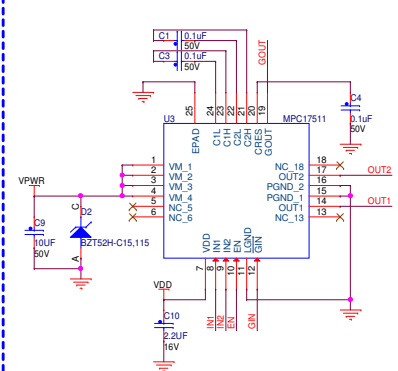 C1
0.1uF
50V
C3
0.1uF
50V
GOUT
25
24
23
22
21
20
19
C4
0.1uF
50V
U3
MPC17511
EPAD
C1L
C1H
C2L
C2H
CRES
GOUT
1
VM_1
2
VM_2
3
VM_3
4
VM_4
5
NC_5
6
NC_6
NC_18
18
OUT2
17
OUT2
PGND_2
16
PGND_1
15
OUT1
14
OUT1
NC_13
13
VPWR
C9
10UF
50V
C
D2
BZT52H-C15,115
A
VDD
IN1
IN2
EN
LGND
GIN
7
8
9
10
11
12
VDD
C10
2.2UF
16V
IN1
IN2
EN
GIN